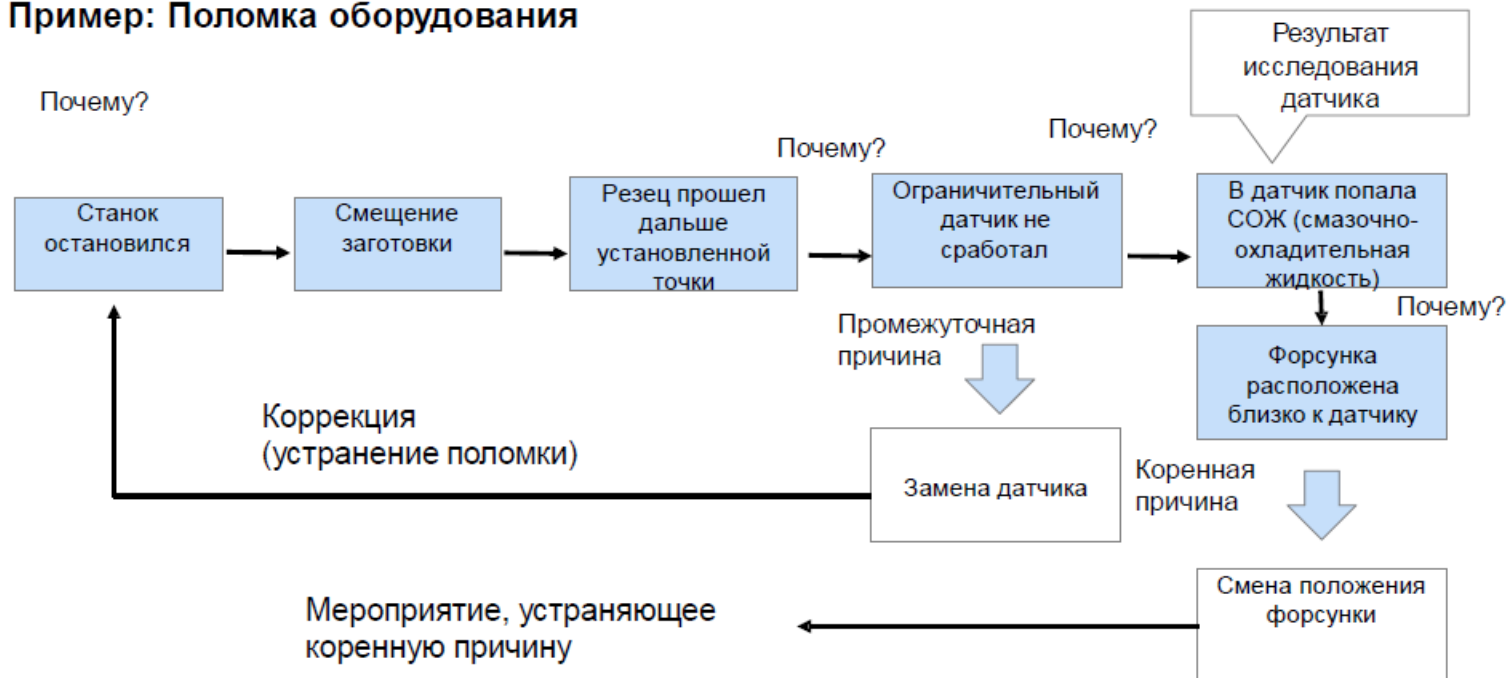 Пример: Поломка оборудования
Результат
исследования
датчика
Почему?
Почему?
Почему?
Станок
остановился
Смещение
заготовки
Резец прошел
дальше
установленной
точки
Ограничительный
датчик не
сработал
В датчик попала
СОЖ (смазочно-
охладительная
жидкость)
Почему?
Промежуточная
причина
Форсунка
расположена
близко к датчику
Коррекция
(устранение поломки)
Замена датчика
Коренная
причина
Смена положения
форсунки
Мероприятие, устраняющее
коренную причину